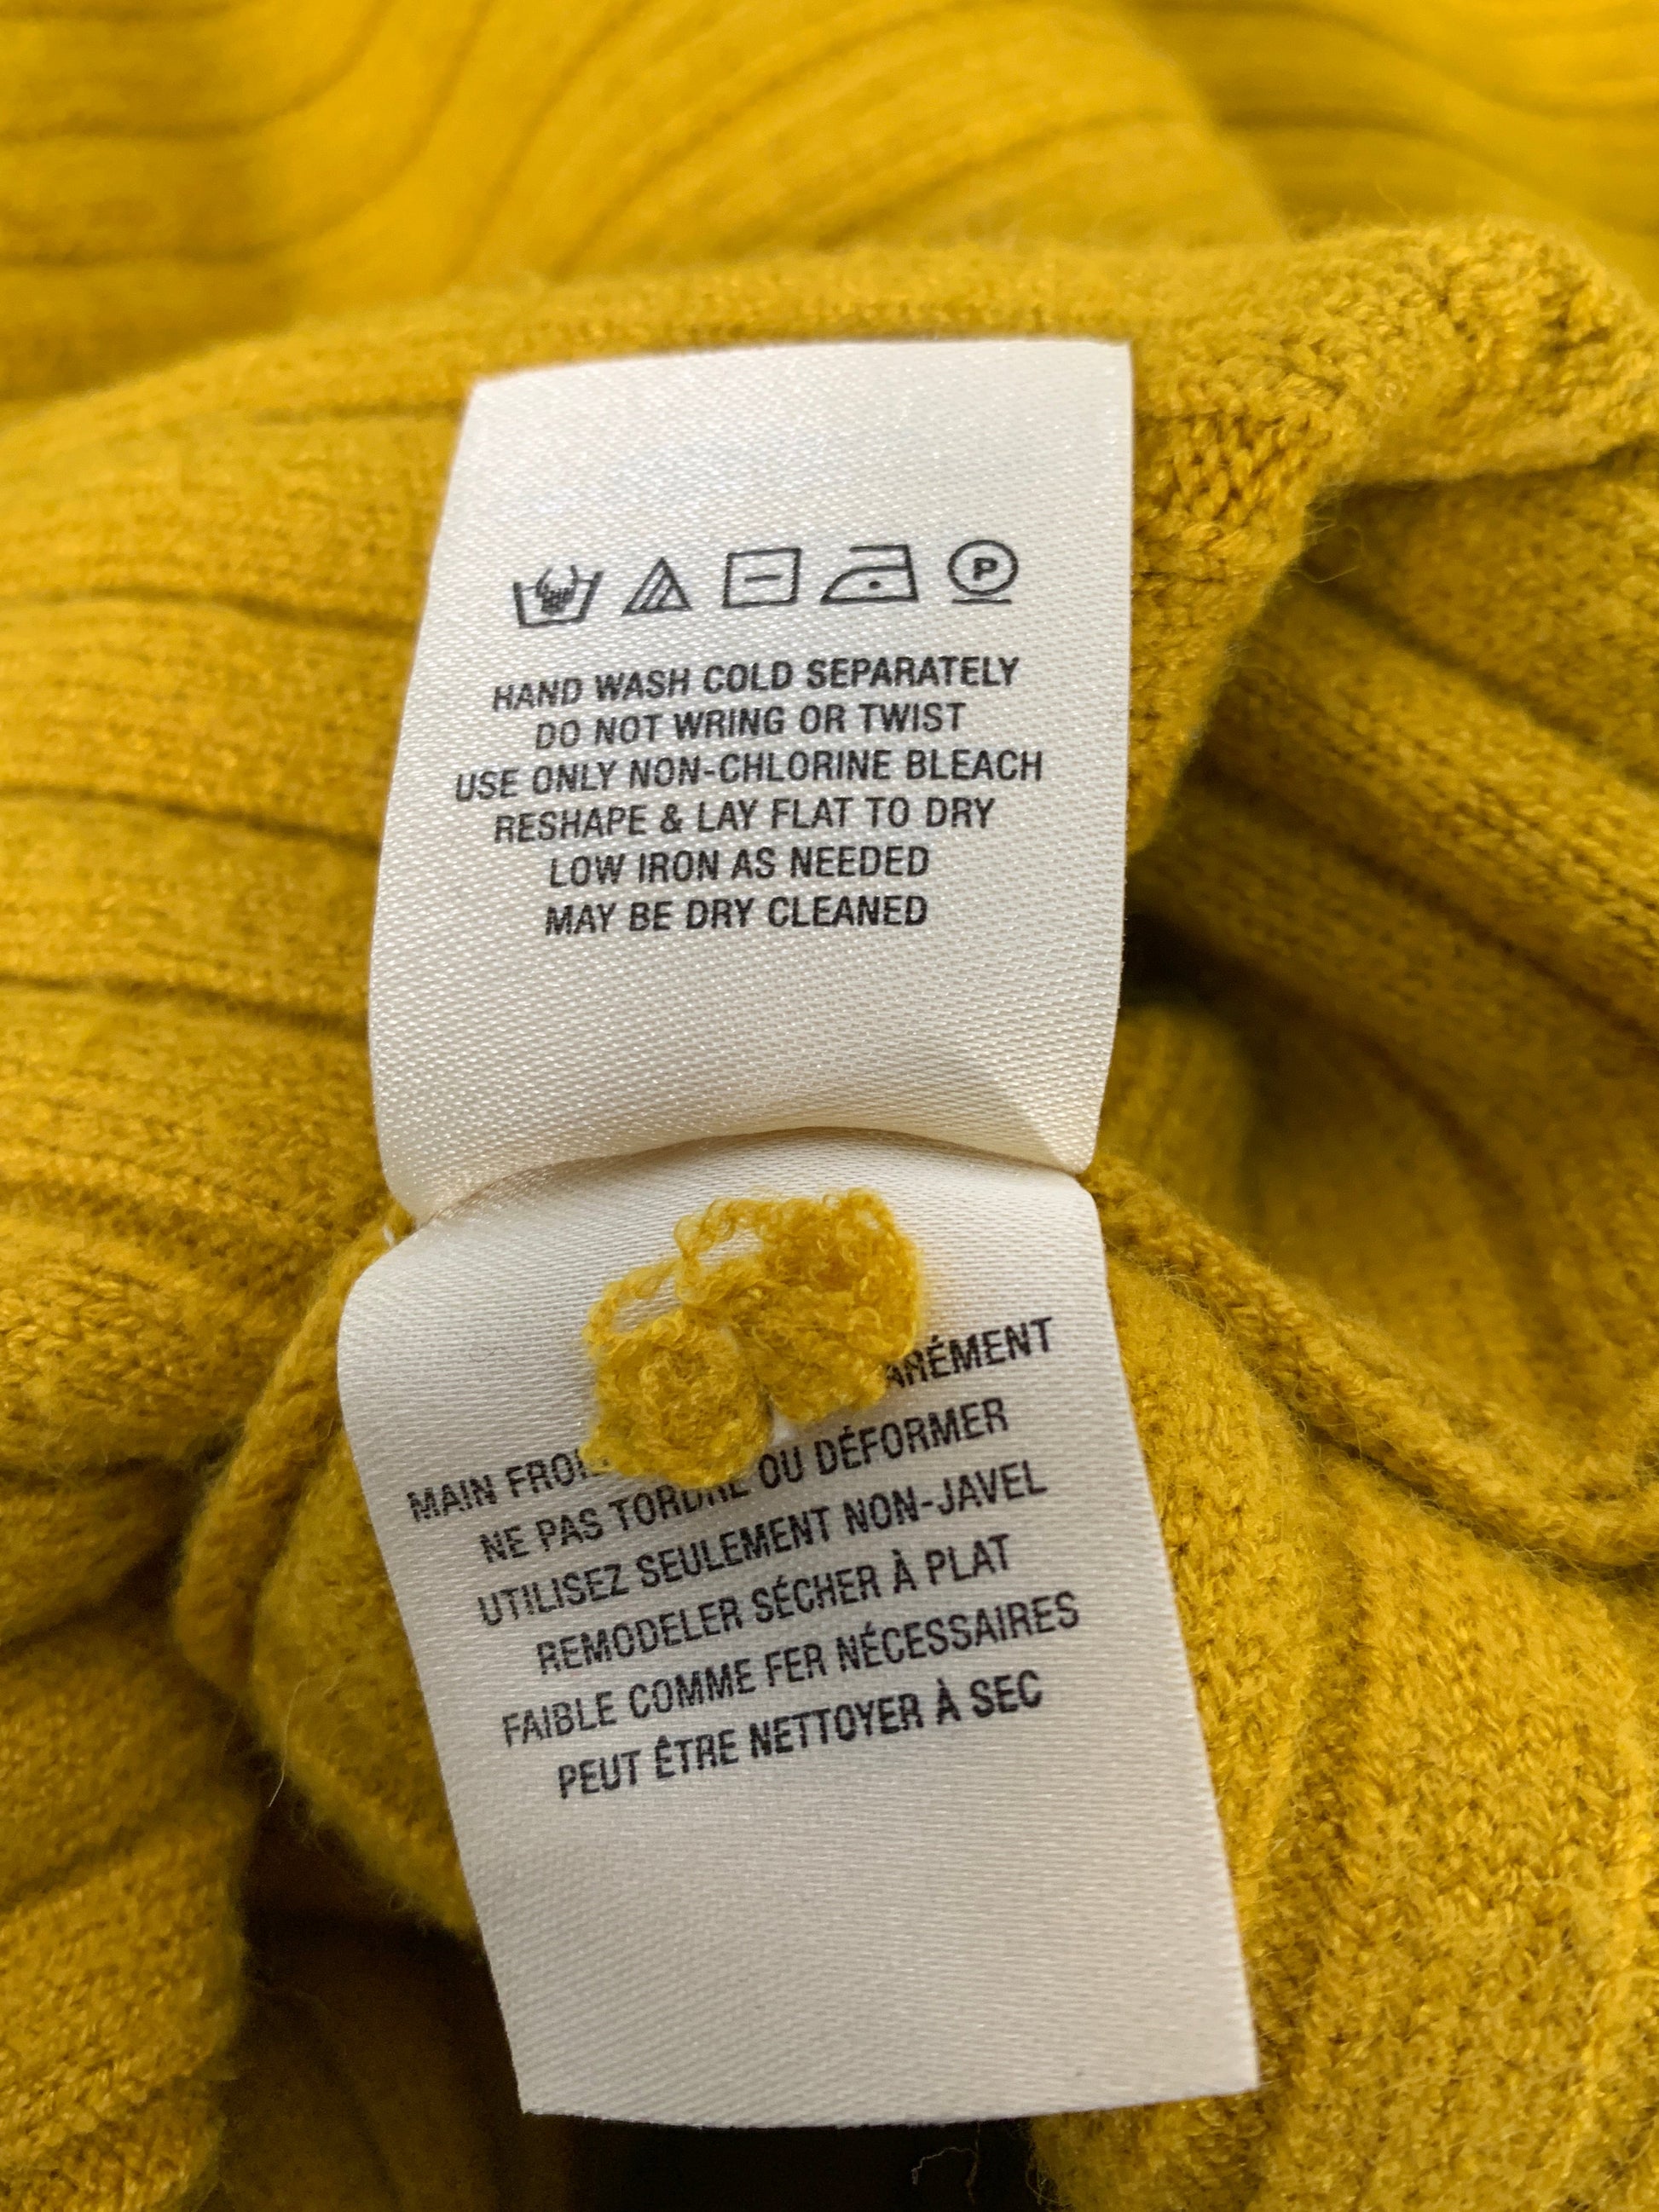 P
HAND WASH COLD SEPARATELY
DO NOT WRING OR TWIST
USE ONLY NON-CHLORINE BLEACH
RESHAPE & LAY FLAT TO DRY
LOW IRON AS NEEDED
MAY BE DRY CLEANED
MAIN
NE PAS TORDRE OU DÉFORMER
UTILISEZ SEULEMENT NON-JAVEL
REMODELER SÉCHER À PLAT
FAIBLE COMME FER NÉCESSAIRES
PEUT ÊTRE NETTOYER À SEC